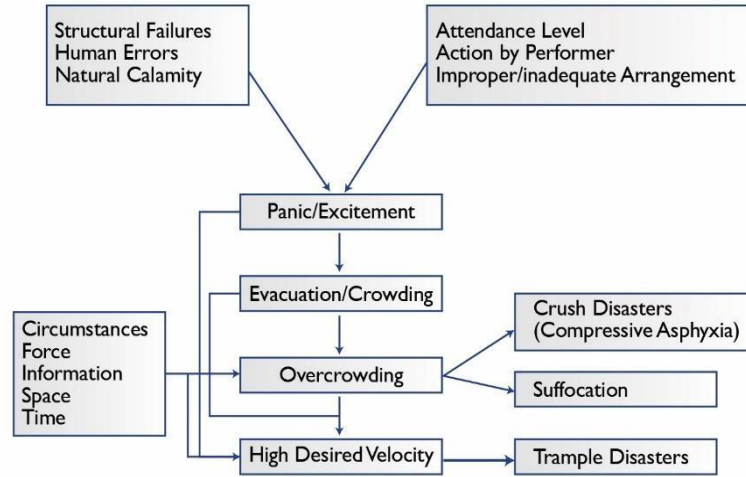 Structural Failures
Human Errors
Natural Calamity
Attendance Level
Action by Performer
Improper/inadequate Arrangement
Panic/Excitement
Evacuation/Crowding
Circumstances
Force
Information
Space
Time
Overcrowding
Crush Disasters
(Compressive Asphyxia)
Suffocation
High Desired Velocity
Trample Disasters